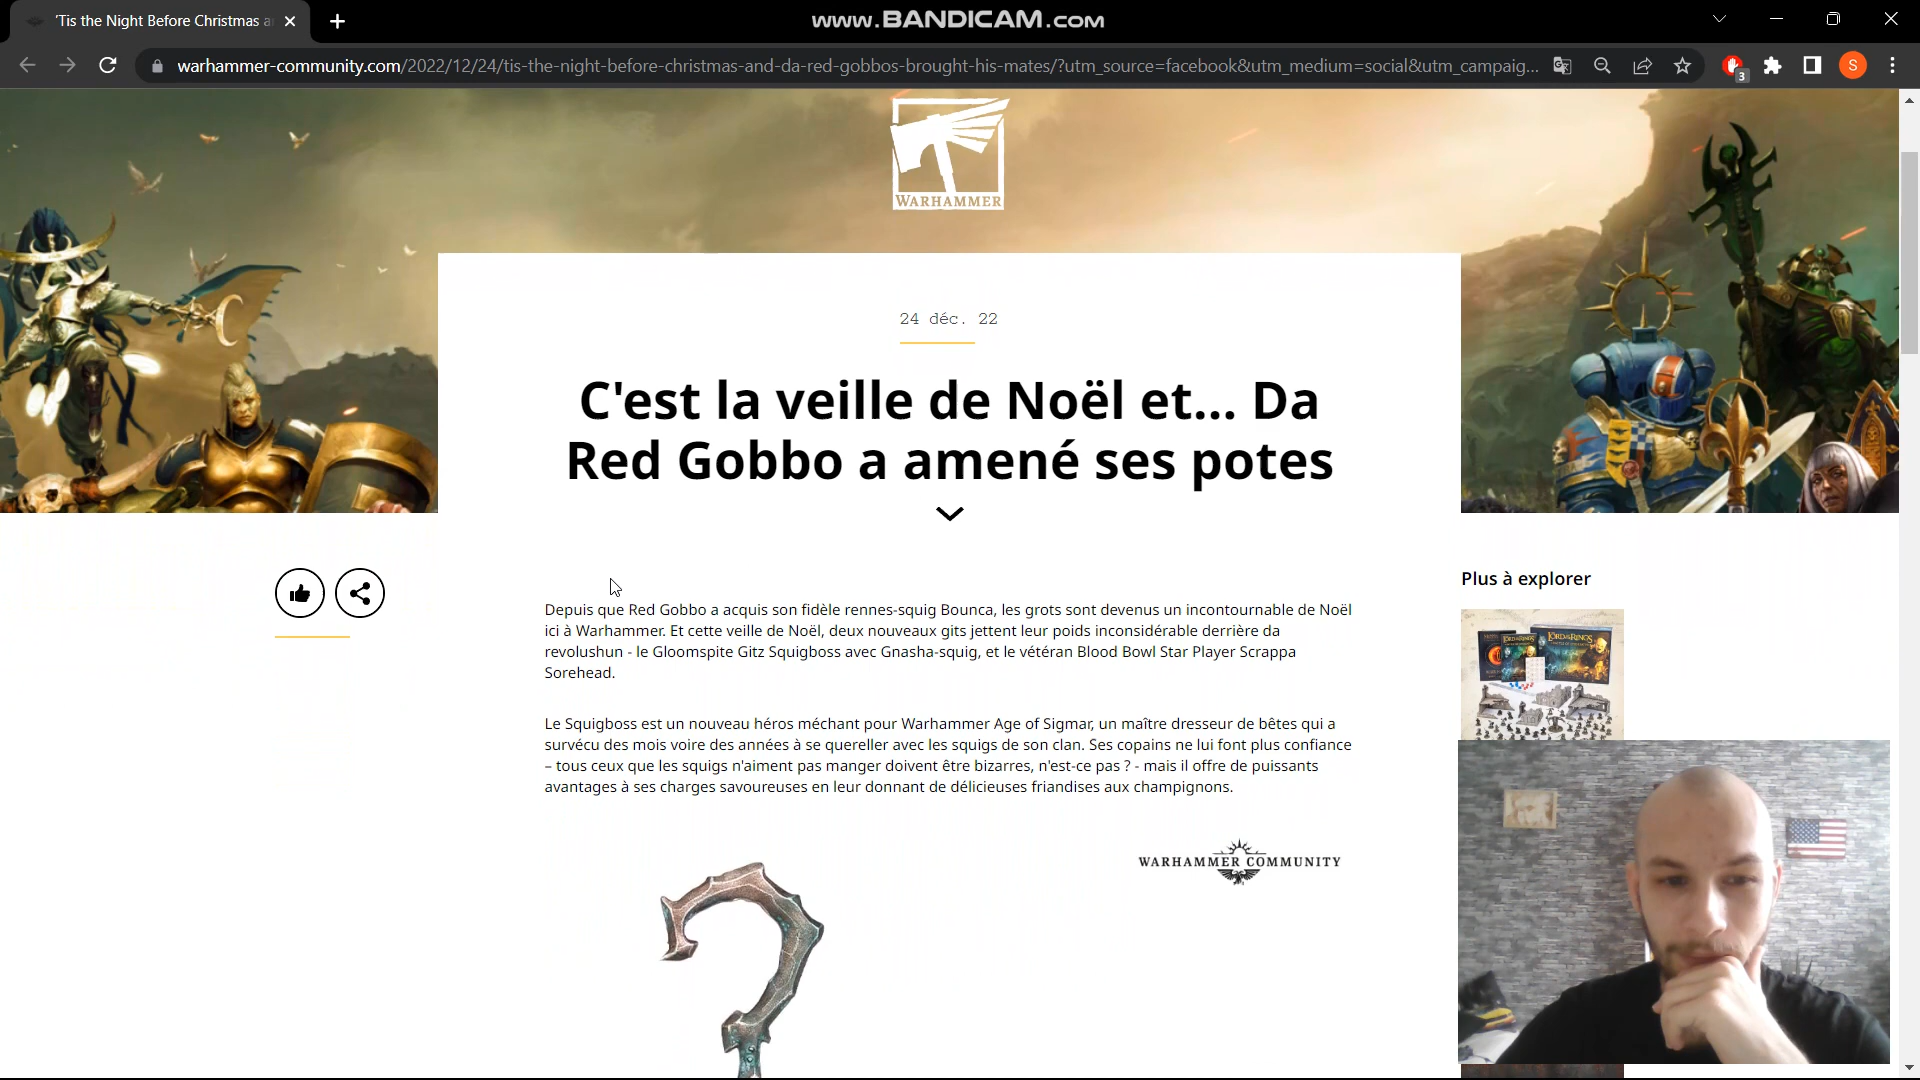 'Tis the Night Before Christmas a
www.BANDICAM.com
warhammer-community.com/2022/12/24/tis-the-night-before-christmas-and-da-red-gobbos-brought-his-mates/?utm_source=facebook&utm_medium=social&utm_campaig...
3
S
WARHAMMER
24 déc. 22
C'est la veille de Noël et... Da
Red Gobbo a amené ses potes
Plus à explorer
Depuis que Red Gobbo a acquis son fidèle rennes-squig Bounca, les grots sont devenus un incontournable de Noël
ici à Warhammer. Et cette veille de Noël, deux nouveaux gits jettent leur poids inconsidérable derrière da
revolushun - le Gloomspite Gitz Squigboss avec Gnasha-squig, et le vétéran Blood Bowl Star Player Scrappa
Sorehead.
Le Squigboss est un nouveau héros méchant pour Warhammer Age of Sigmar, un maître dresseur de bêtes qui a
survécu des mois voire des années à se quereller avec les squigs de son clan. Ses copains ne lui font plus confiance
– tous ceux que les squigs n'aiment pas manger doivent être bizarres, n'est-ce pas ? - mais il offre de puissants
avantages à ses charges savoureuses en leur donnant de délicieuses friandises aux champignons.
WARHAMMER COMMUNITY